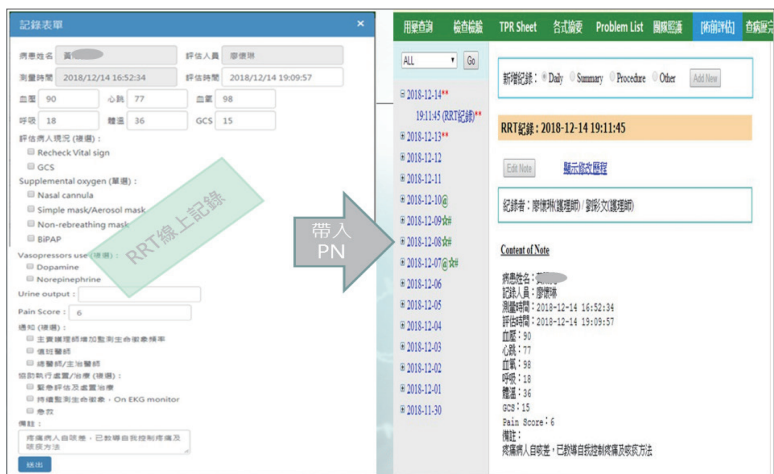 記錄表單 ×
病患姓名 黃 評估人員 廖懷琳
測量時間 2018/12/14 16:52:34 評估時間 2018/12/14 19:09:57
血壓 90 心跳 77 血氧 98
呼吸 18 體溫 36 GCS 15
評估病人現況 (複選)：
Recheck Vital sign
GCS
Supplemental oxygen (單選)：
Nasal cannula
Simple mask/Aerosol mask
Non-rebreathing mask
BiPAP
Vasopressors use (複選)：
Dopamine
Norepinephrine
Urine output：
Pain Score： 6
通知 (複選)：
主責護理師增加監測生命徵象頻率
值班醫師
總醫師/主治醫師
協助執行處置/治療 (複選)：
緊急評估及處置治療
持續監測生命徵象，On EKG monitor
急救
備註：
疼痛病人自咳差，已教導自我控制疼痛及
咳痰方法
送出
RRT線上記錄
帶入
PN
用藥查詢 檢查檢驗 TPR Sheet 各式摘要 Problem List 團隊照護 [術前評估] 查病歷完
ALL Go
2018-12-14**
19:11:45 (RRT記錄)**
2018-12-13**
2018-12-12
2018-12-11
2018-12-10@
2018-12-09☆#
2018-12-08☆#
2018-12-07@☆#
2018-12-06
2018-12-05
2018-12-04
2018-12-03
2018-12-02
2018-12-01
2018-11-30
新增紀錄： Daily Summary Procedure Other Add New
RRT紀錄：2018-12-14 19:11:45
Edit Note 顯示修改歷程
紀錄者：廖懷琳(護理師) / 劉彩文(護理師)
Content of Note
病患姓名：黃
記錄人員：廖懷琳
測量時間：2018-12-14 16:52:34
評估時間：2018-12-14 19:09:57
血壓：90
心跳：77
血氧：98
呼吸：18
體溫：36
GCS：15
Pain Score：6
備註：
疼痛病人自咳差，已教導自我控制疼痛及咳痰方法